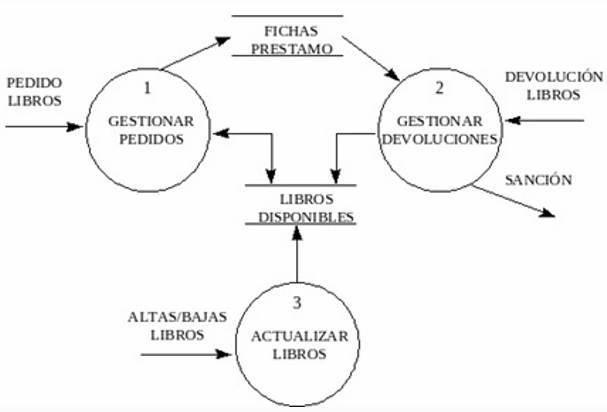 FICHAS
PRESTAMO
PEDIDO
LIBROS
1
GESTIONAR
PEDIDOS
2
GESTIONAR
DEVOLUCIONES
DEVOLUCIÓN
LIBROS
SANCIÓN
LIBROS
DISPONIBLES
ALTAS/BAJAS
LIBROS
3
ACTUALIZAR
LIBROS